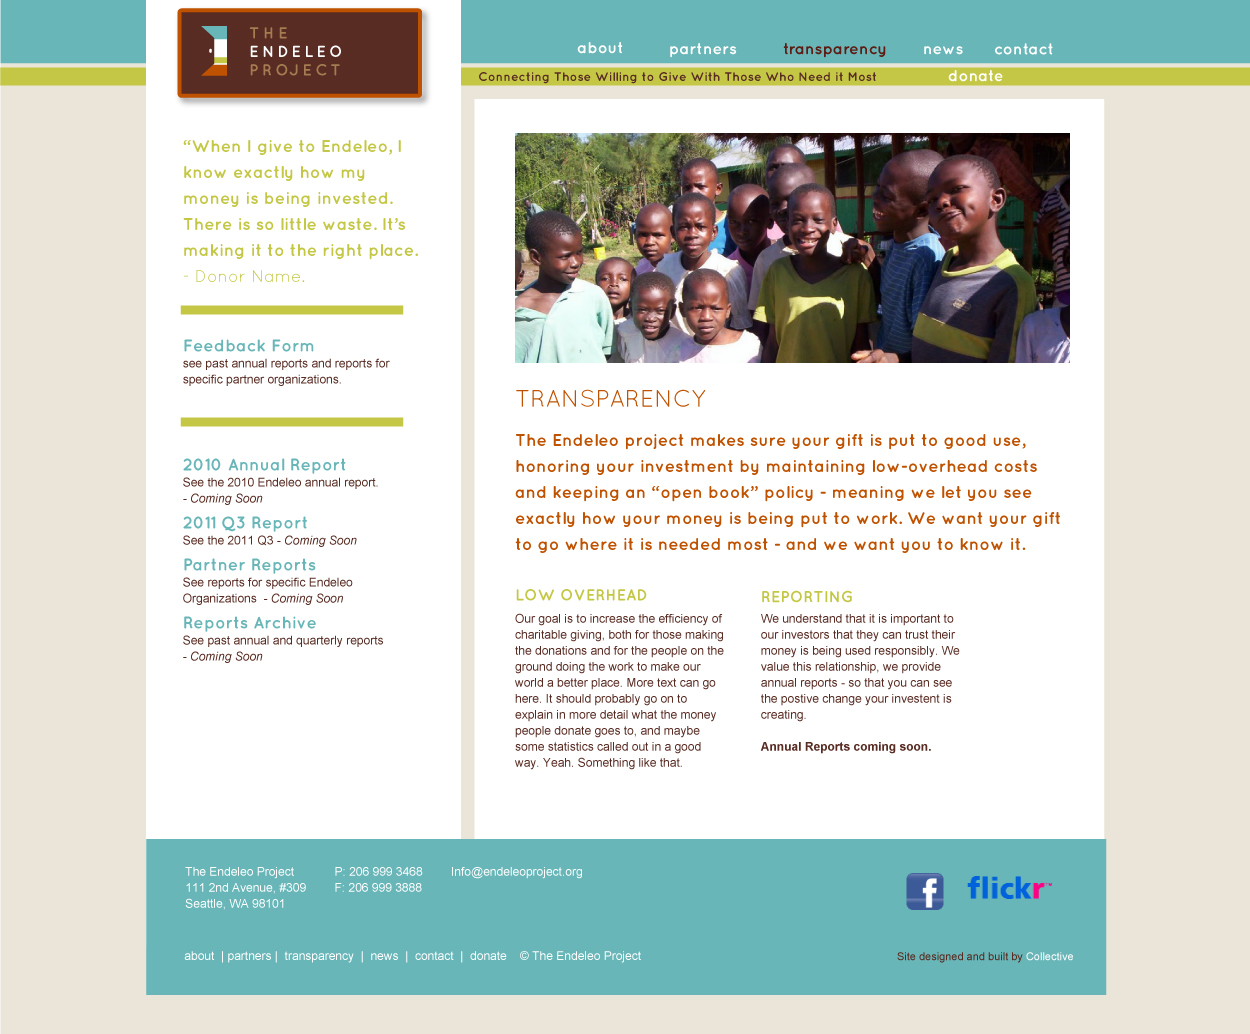 THE
ENDELEO
PROJECT
about partners transparency news contact
Connecting Those Willing to Give With Those Who Need it Most
donate
“When I give to Endeleo, I
know exactly how my
money is being invested.
There is so little waste. It’s
making it to the right place.
- Donor Name.
Feedback Form
see past annual reports and reports for
specific partner organizations.
2010 Annual Report
See the 2010 Endeleo annual report.
- Coming Soon
2011 Q3 Report
See the 2011 Q3 - Coming Soon
Partner Reports
See reports for specific Endeleo
Organizations - Coming Soon
Reports Archive
See past annual and quarterly reports
- Coming Soon
TRANSPARENCY
The Endeleo project makes sure your gift is put to good use,
honoring your investment by maintaining low-overhead costs
and keeping an “open book” policy - meaning we let you see
exactly how your money is being put to work. We want your gift
to go where it is needed most - and we want you to know it.
LOW OVERHEAD
Our goal is to increase the efficiency of
charitable giving, both for those making
the donations and for the people on the
ground doing the work to make our
world a better place. More text can go
here. It should probably go on to
explain in more detail what the money
people donate goes to, and maybe
some statistics called out in a good
way. Yeah. Something like that.
REPORTING
We understand that it is important to
our investors that they can trust their
money is being used responsibly. We
value this relationship, we provide
annual reports - so that you can see
the postive change your investent is
creating.
Annual Reports coming soon.
The Endeleo Project
111 2nd Avenue, #309
Seattle, WA 98101
P: 206 999 3468
F: 206 999 3888
Info@endeleoproject.org
f
flickr™
about | partners | transparency | news | contact | donate © The Endeleo Project
Site designed and built by Collective